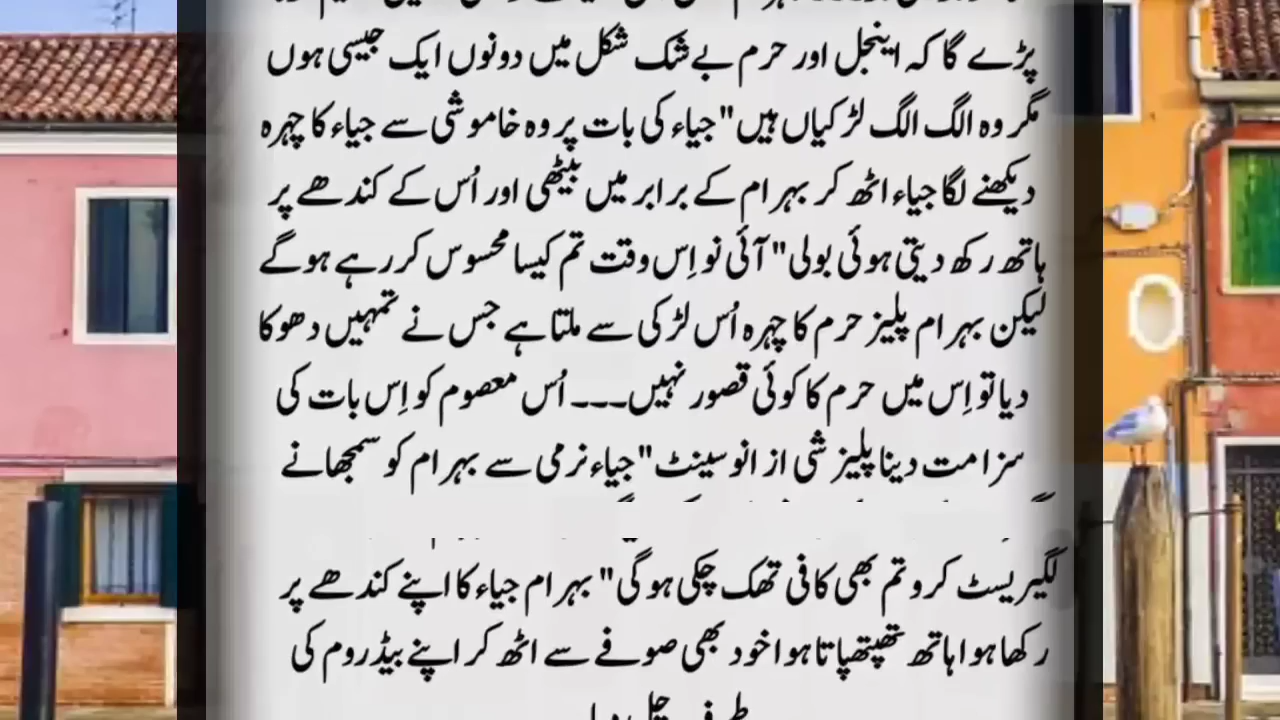 پڑے گا کہ اینجل اور حرم بے شک شکل میں دونوں ایک جیسی ہوں
مگر وہ الگ الگ لڑکیاں ہیں" جیاء کی بات پر وہ خاموشی سے جیاء کا چہرہ
دیکھنے لگا جیاء اٹھ کر بہرام کے برابر میں بیٹھی اور اُس کے کندھے پر
ہاتھ رکھ دیتی ہوئی بولی" آئی نو اِس وقت تم کیسا محسوس کر رہے ہوگے
لیکن بہرام پلیز حرم کا چہرہ اُس لڑکی سے ملتا ہے جس نے تمہیں دھوکا
دیا تو اِس میں حرم کا کوئی قصور نہیں۔۔۔ اُس معصوم کو اِس بات کی
سزا مت دینا پلیز شی از انوسینٹ" جیاء نرمی سے بہرام کو سمجھانے
لگی ریسٹ کرو تم بھی کافی تھک چکی ہوگی" بہرام جیاء کا اپنے کندھے پر
رکھا ہوا ہاتھ تھپتھپاتا ہوا خود بھی صوفے سے اٹھ کر اپنے بیڈروم کی